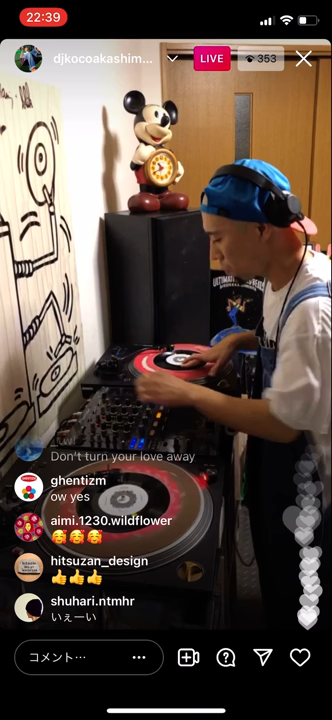 22:39
djkocoakashim...
LIVE
353
Don't turn your love away
ghentizm
ow yes
aimi.1230.wildflower
🥰🥰🥰
hitsuzan_design
👍👍👍
shuhari.ntmhr
いぇーい
コメント…